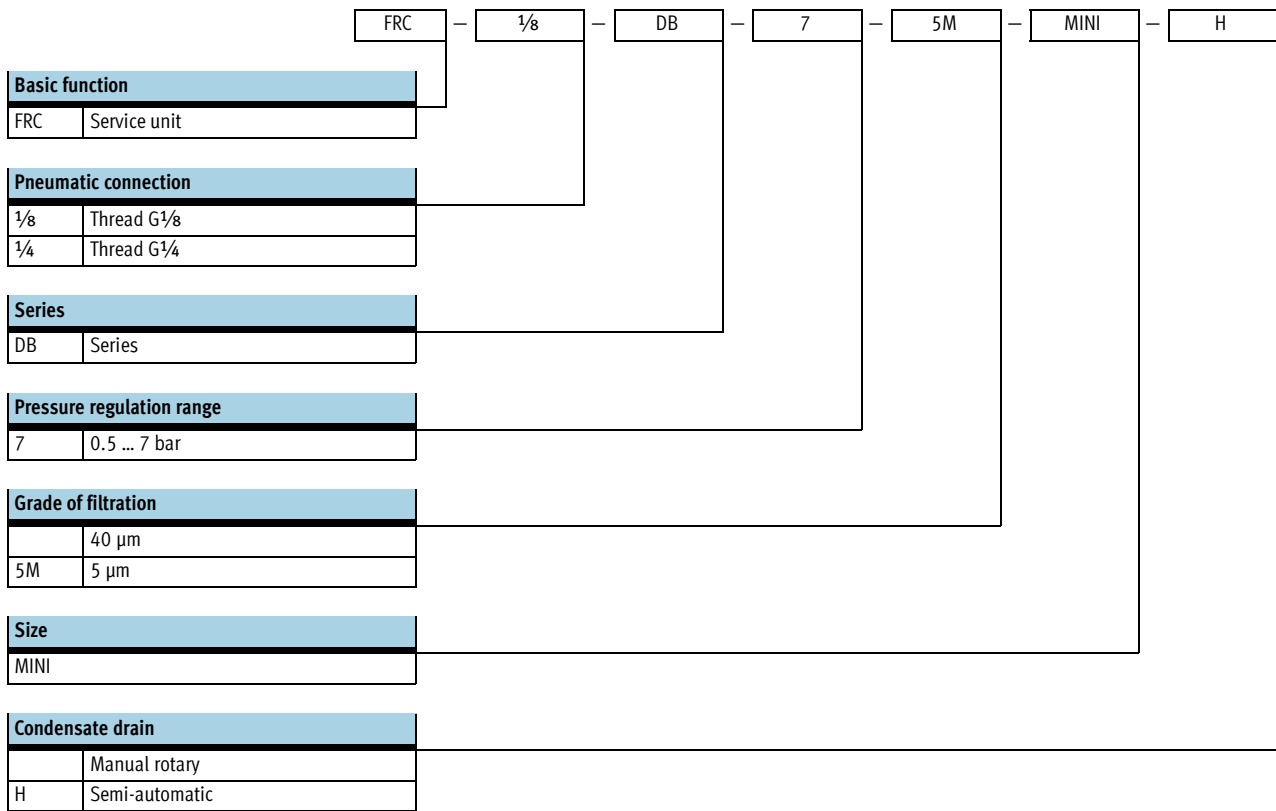 FRC – 1⁄8 – DB – 7 – 5M – MINI – H
Basic function
FRC Service unit
Pneumatic connection
1⁄8 Thread G1⁄8
1⁄4 Thread G1⁄4
Series
DB Series
Pressure regulation range
7 0.5 ... 7 bar
Grade of filtration
40 µm
5M 5 µm
Size
MINI
Condensate drain
Manual rotary
H Semi-automatic